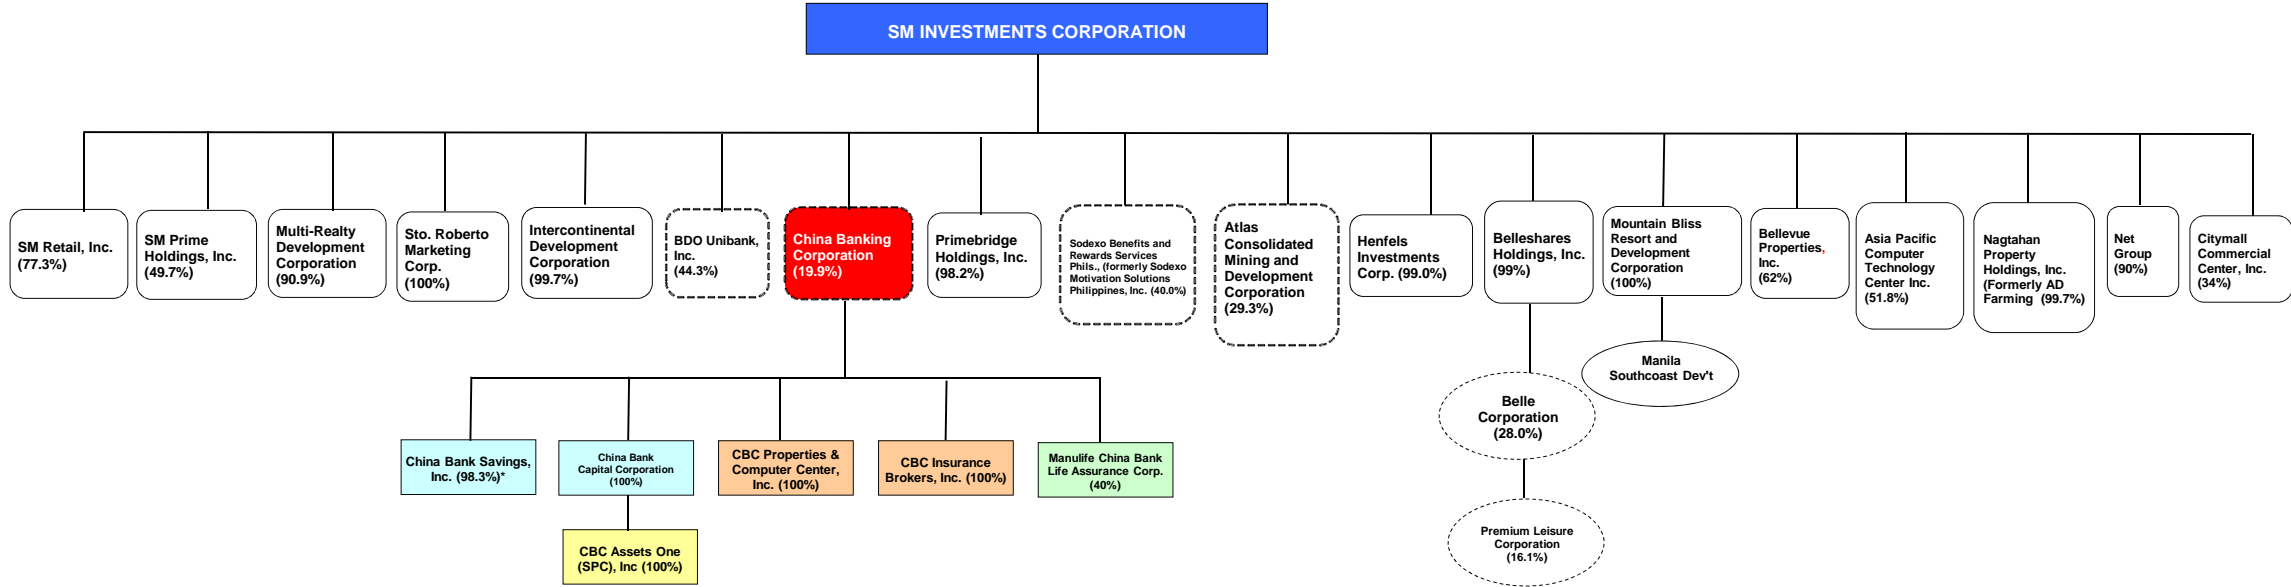 SM INVESTMENTS CORPORATION
SM Retail, Inc.
(77.3%)
SM Prime
Holdings, Inc.
(49.7%)
Multi-Realty
Development
Corporation
(90.9%)
Sto. Roberto
Marketing
Corp.
(100%)
Intercontinental
Development
Corporation
(99.7%)
BDO Unibank,
Inc.
(44.3%)
China Banking
Corporation
(19.9%)
Primebridge
Holdings, Inc.
(98.2%)
Sodexo Benefits and
Rewards Services
Phils., (formerly Sodexo
Motivation Solutions
Philippines, Inc. (40.0%)
Atlas
Consolidated
Mining and
Development
Corporation
(29.3%)
Henfels
Investments
Corp. (99.0%)
Belleshares
Holdings, Inc.
(99%)
Mountain Bliss
Resort and
Development
Corporation
(100%)
Bellevue
Properties,
Inc.
(62%)
Asia Pacific
Computer
Technology
Center Inc.
(51.8%)
Nagtahan
Property
Holdings, Inc.
(Formerly AD
Farming (99.7%)
Net
Group
(90%)
Citymall
Commercial
Center, Inc.
(34%)
Manila
Southcoast Dev't
Belle
Corporation
(28.0%)
Premium Leisure
Corporation
(16.1%)
China Bank Savings,
Inc. (98.3%)*
China Bank
Capital Corporation
(100%)
CBC Properties &
Computer Center,
Inc. (100%)
CBC Insurance
Brokers, Inc. (100%)
Manulife China Bank
Life Assurance Corp.
(40%)
CBC Assets One
(SPC), Inc (100%)